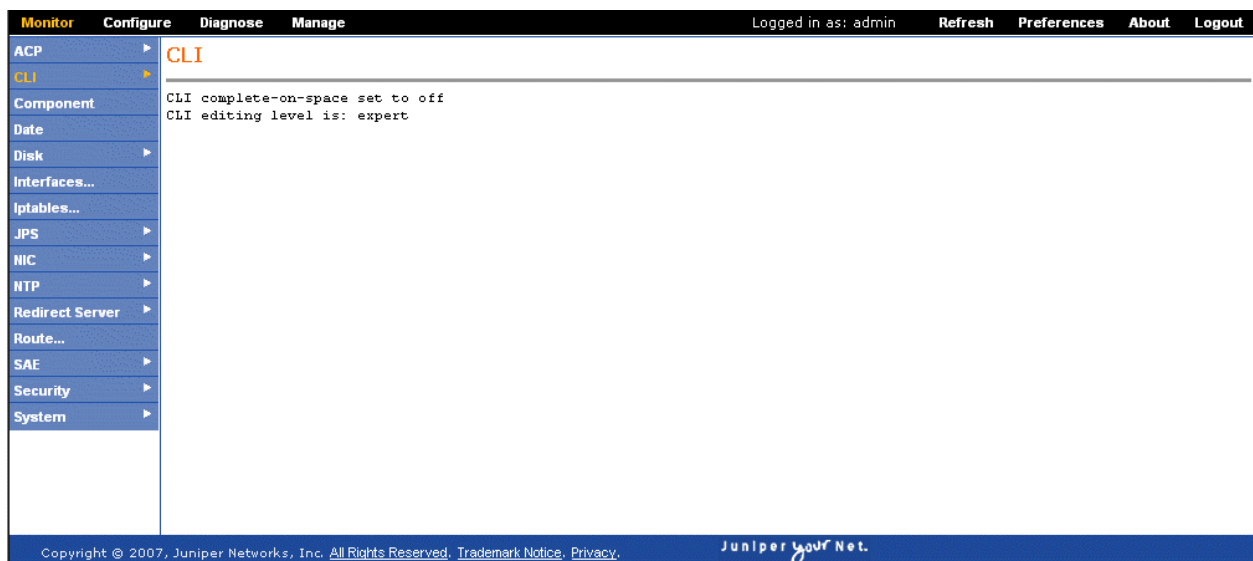 Monitor Configure Diagnose Manage Logged in as: admin Refresh Preferences About Logout
ACP
CLI
Component
Date
Disk
Interfaces...
Iptables...
JPS
NIC
NTP
Redirect Server
Route...
SAE
Security
System
CLI
CLI complete-on-space set to off
CLI editing level is: expert
Copyright © 2007, Juniper Networks, Inc. All Rights Reserved. Trademark Notice. Privacy.
Juniper your Net.